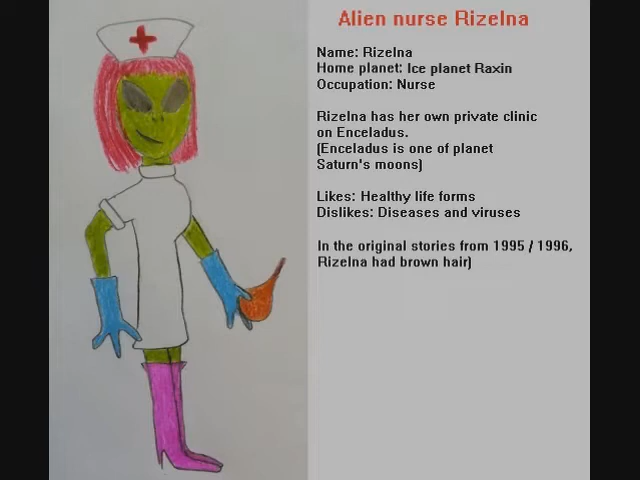 Alien nurse Rizelna
Name: Rizelna
Home planet: Ice planet Raxin
Occupation: Nurse
Rizelna has her own private clinic
on Enceladus.
(Enceladus is one of planet
Saturn's moons)
Likes: Healthy life forms
Dislikes: Diseases and viruses
In the original stories from 1995 / 1996,
Rizelna had brown hair)